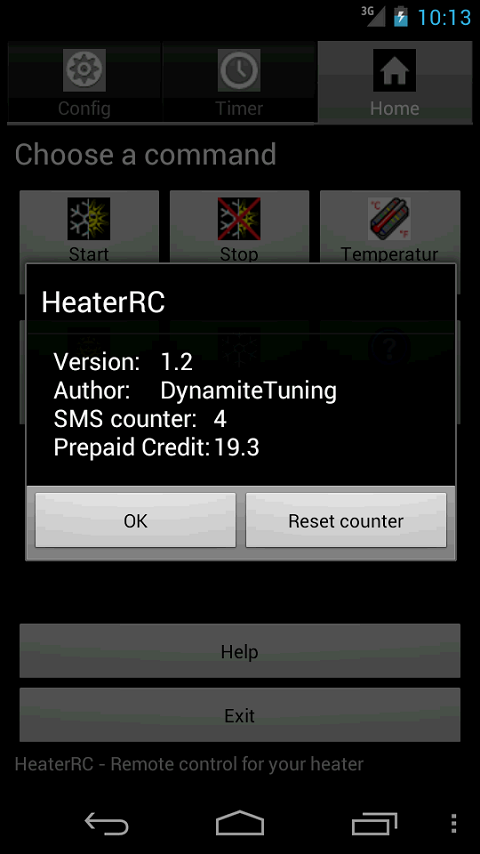 3G 10:13
Config Timer Home
Choose a command
Start Stop Temperatur
HeaterRC
Version: 1.2
Author: DynamiteTuning
SMS counter: 4
Prepaid Credit: 19.3
OK Reset counter
Help
Exit
HeaterRC - Remote control for your heater